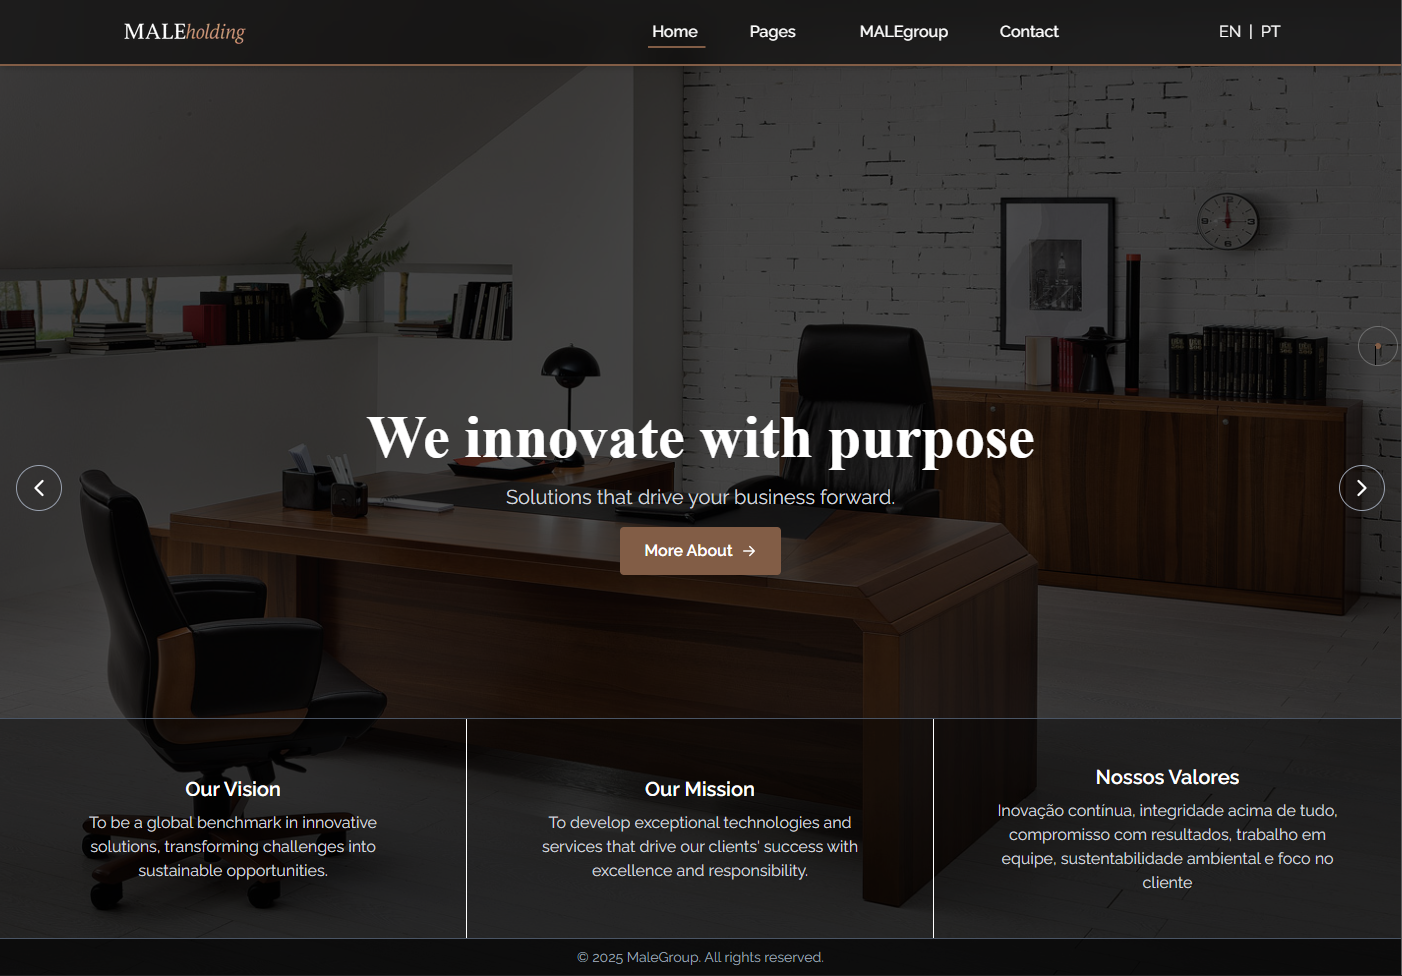 MALEholding
Home
Pages
MALEgroup
Contact
EN | PT
We innovate with purpose
Solutions that drive your business forward.
More About →
Our Vision
To be a global benchmark in innovative
solutions, transforming challenges into
sustainable opportunities.
Our Mission
To develop exceptional technologies and
services that drive our clients' success with
excellence and responsibility.
Nossos Valores
Inovação contínua, integridade acima de tudo,
compromisso com resultados, trabalho em
equipe, sustentabilidade ambiental e foco no
cliente
© 2025 MaleGroup. All rights reserved.